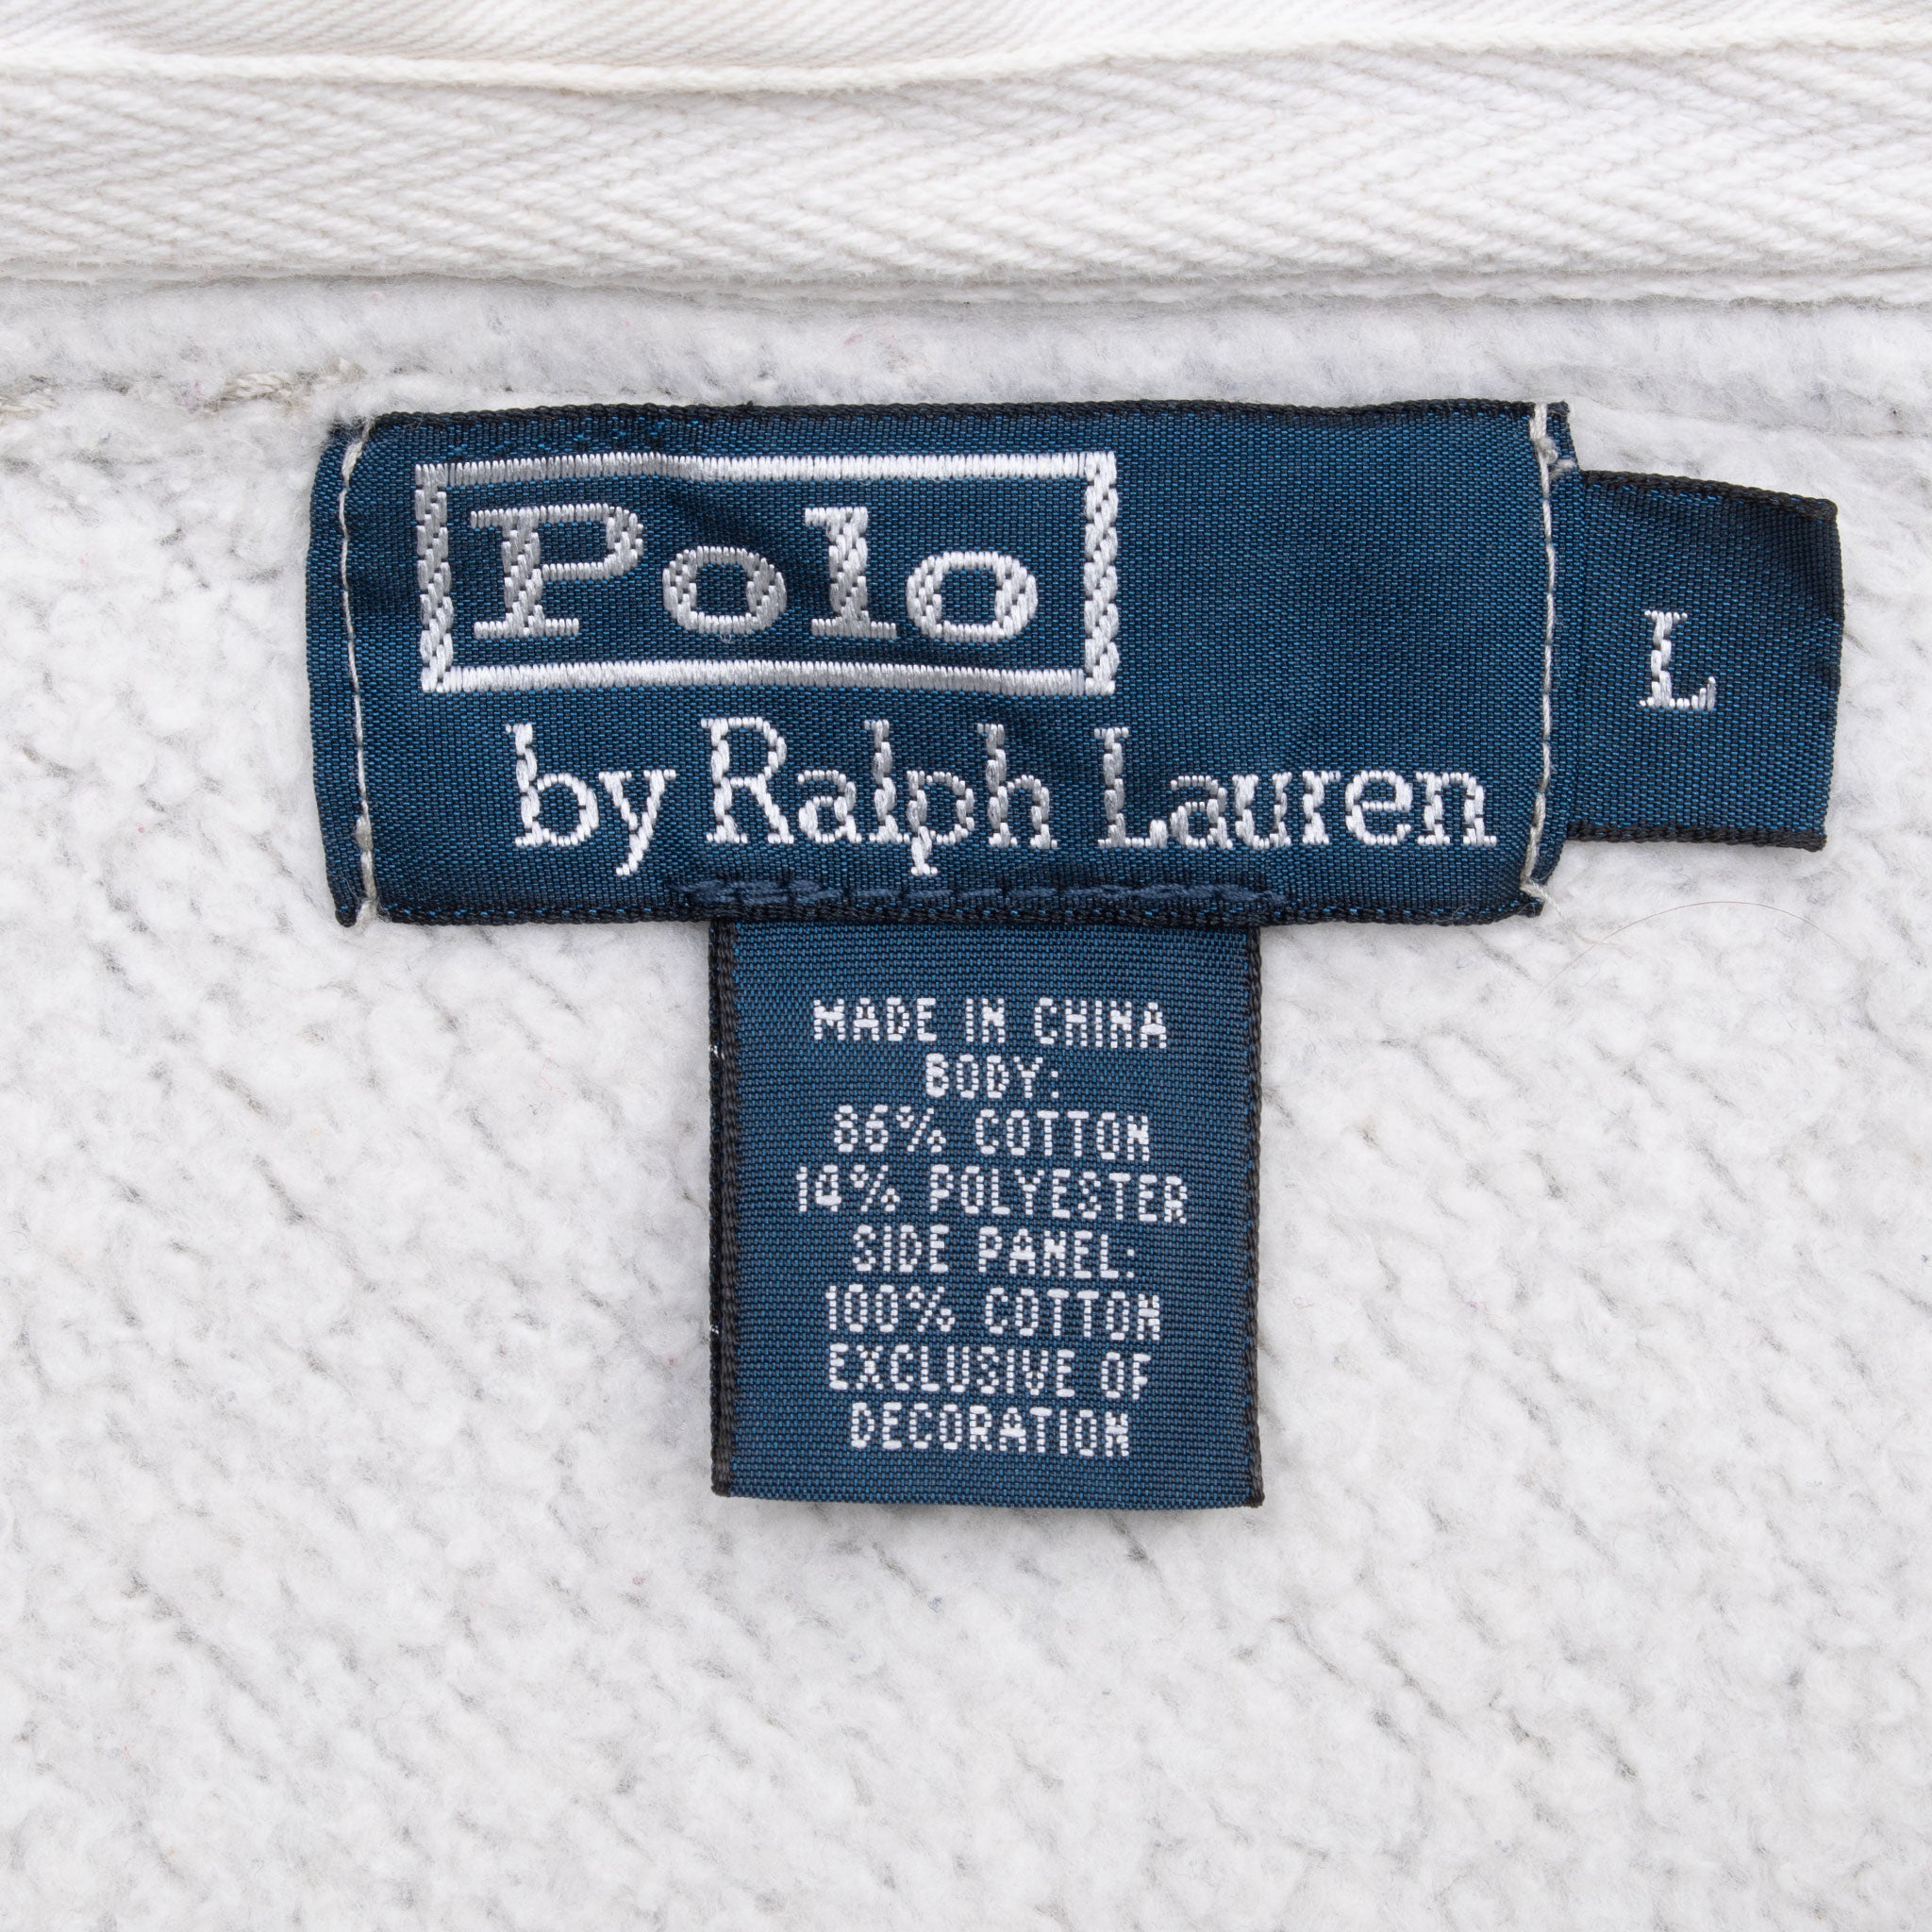 Polo
by Ralph Lauren
L
MADE IN CHINA
BODY:
86% COTTON
14% POLYESTER
SIDE PANEL:
100% COTTON
EXCLUSIVE OF
DECORATION